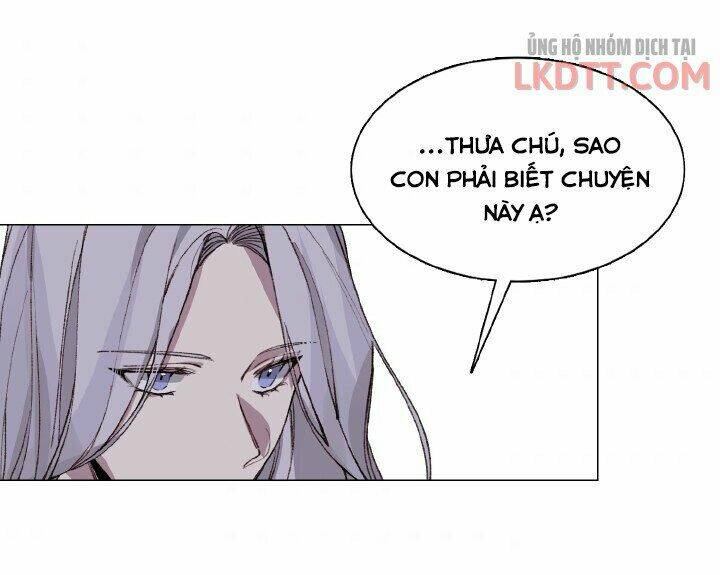 ỦNG HỘ NHÓM DỊCH TẠI
LKDTT.COM
...THƯA CHÚ, SAO
CON PHẢI BIẾT CHUYỆN
NÀY Ạ?